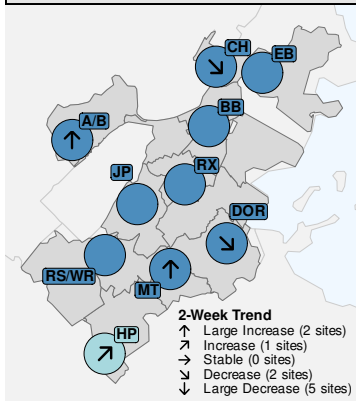 CH
EB
BB
A/B
RX
JP
DOR
RS/WR
MT
HP
2-Week Trend
↑ Large Increase (2 sites)
↗ Increase (1 sites)
→ Stable (0 sites)
↘ Decrease (2 sites)
↓ Large Decrease (5 sites)